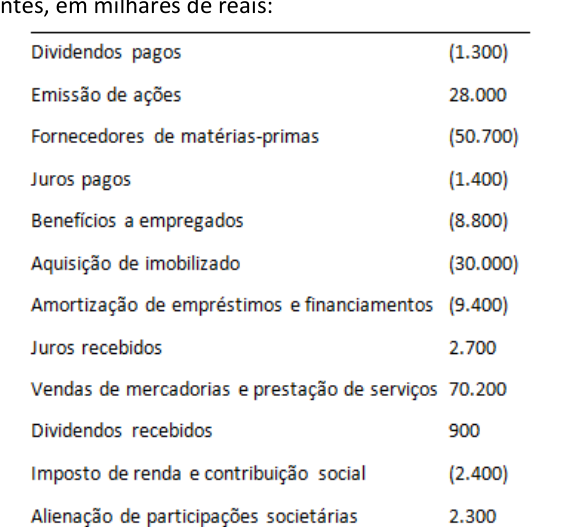 ntes, em milhares de reais:
Dividendos pagos (1.300)
Emissão de ações 28.000
Fornecedores de matérias-primas (50.700)
Juros pagos (1.400)
Benefícios a empregados (8.800)
Aquisição de imobilizado (30.000)
Amortização de empréstimos e financiamentos (9.400)
Juros recebidos 2.700
Vendas de mercadorias e prestação de serviços 70.200
Dividendos recebidos 900
Imposto de renda e contribuição social (2.400)
Alienação de participações societárias 2.300